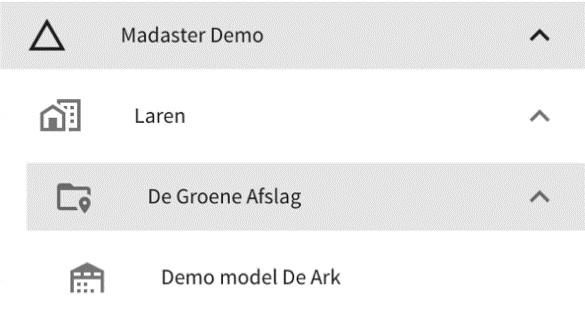 Madaster Demo
Laren
De Groene Afslag
Demo model De Ark